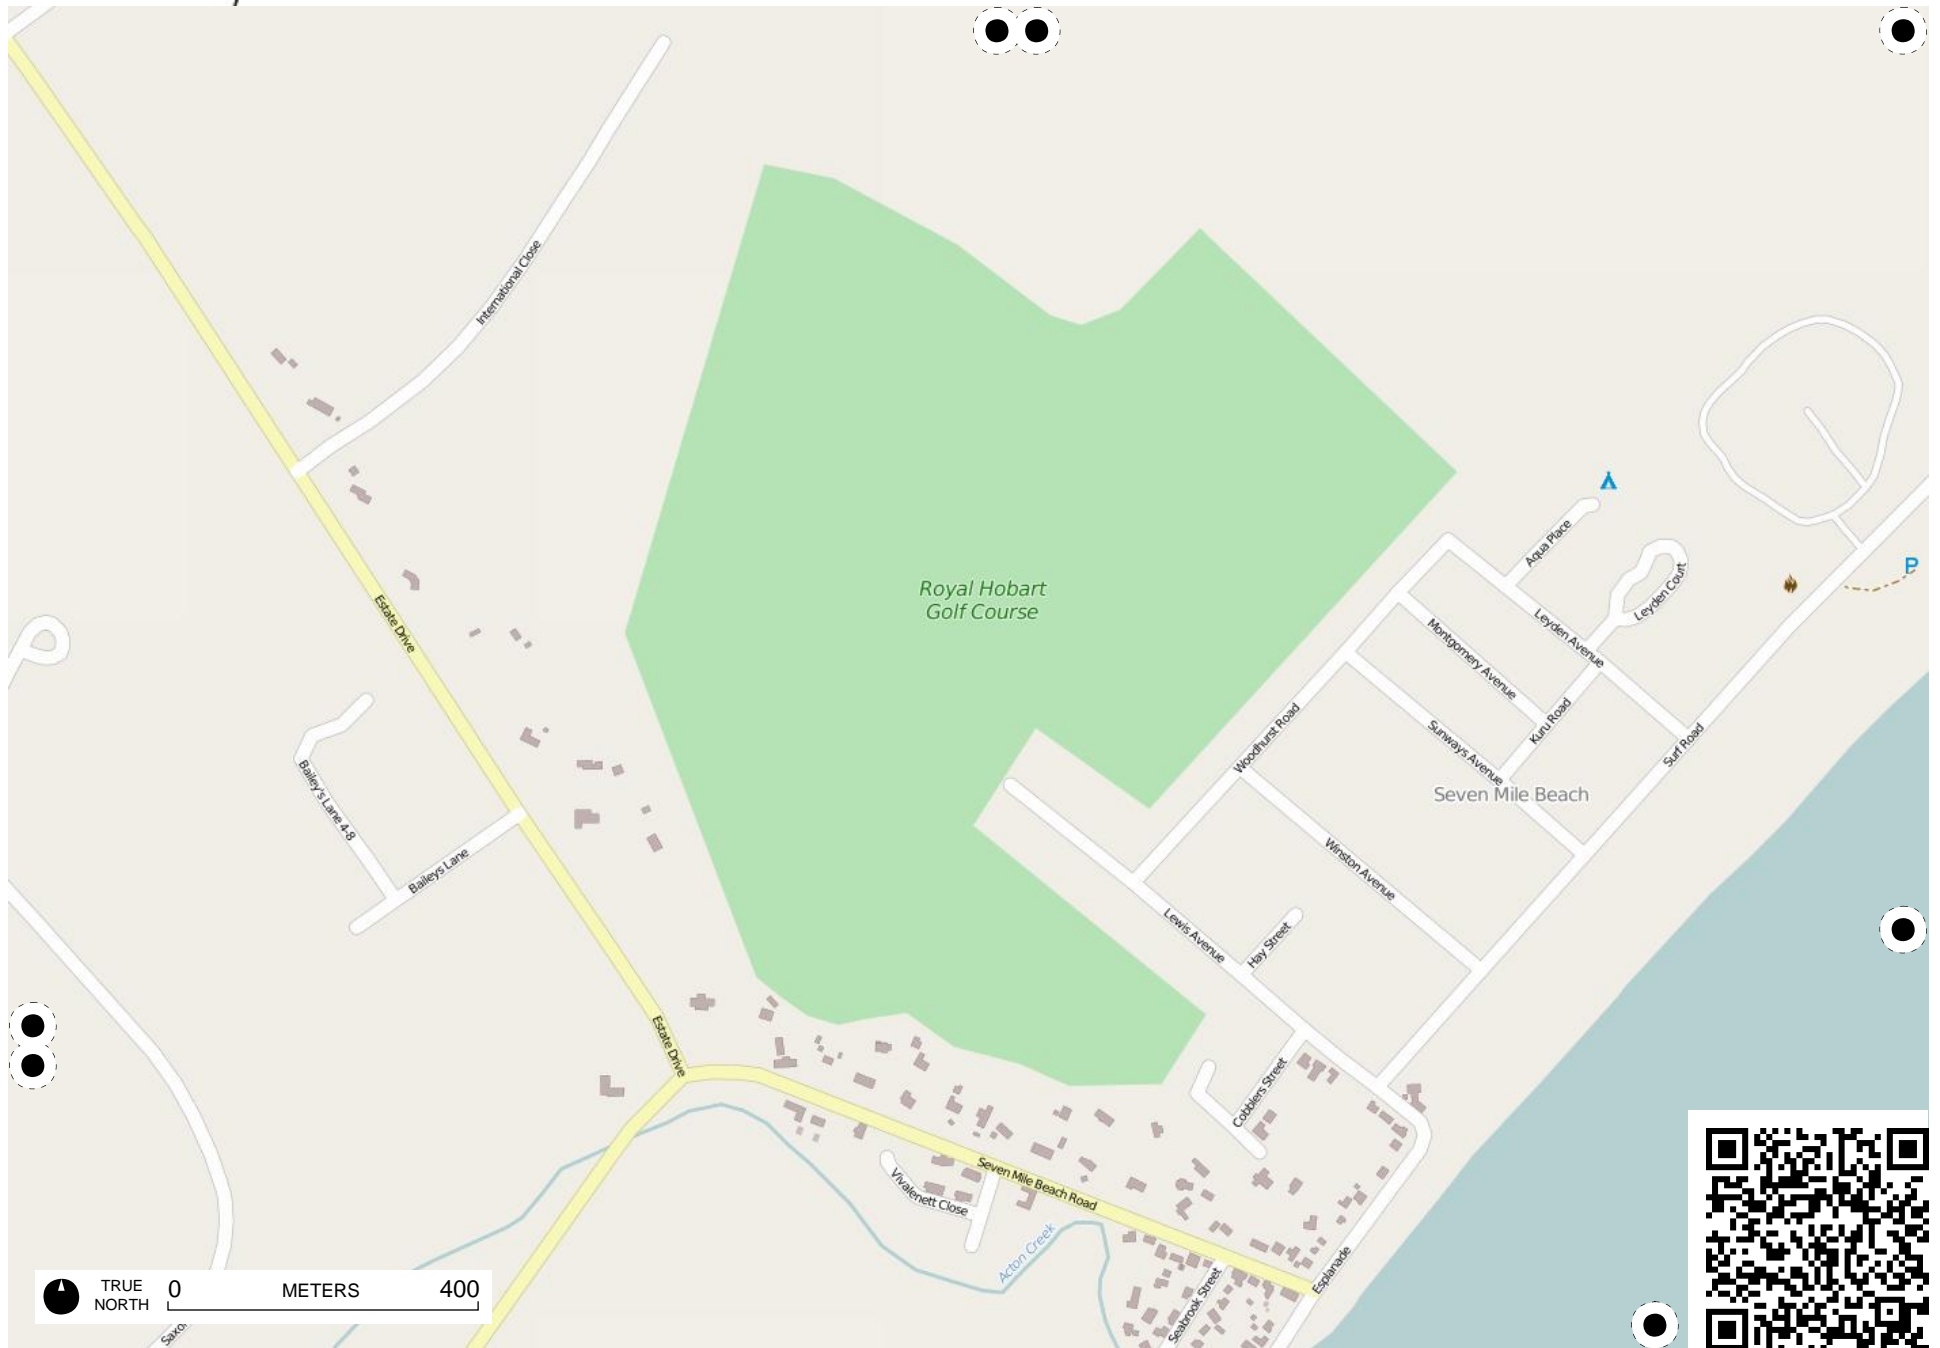 International Close
Royal Hobart
Golf Course
Aqua Place
P
Leyden Court
Estate Drive
Leyden Avenue
Montgomery Avenue
Kuru Road
Woodhurst Road
Sunways Avenue
Surf Road
Seven Mile Beach
Bailey's Lane 4-8
Baileys Lane
Winston Avenue
Lewis Avenue
Hay Street
Estate Drive
Cobblers Street
Seven Mile Beach Road
Vivalenett Close
Acton Creek
Esplanade
Seabrook Street
TRUE
NORTH
0 METERS 400